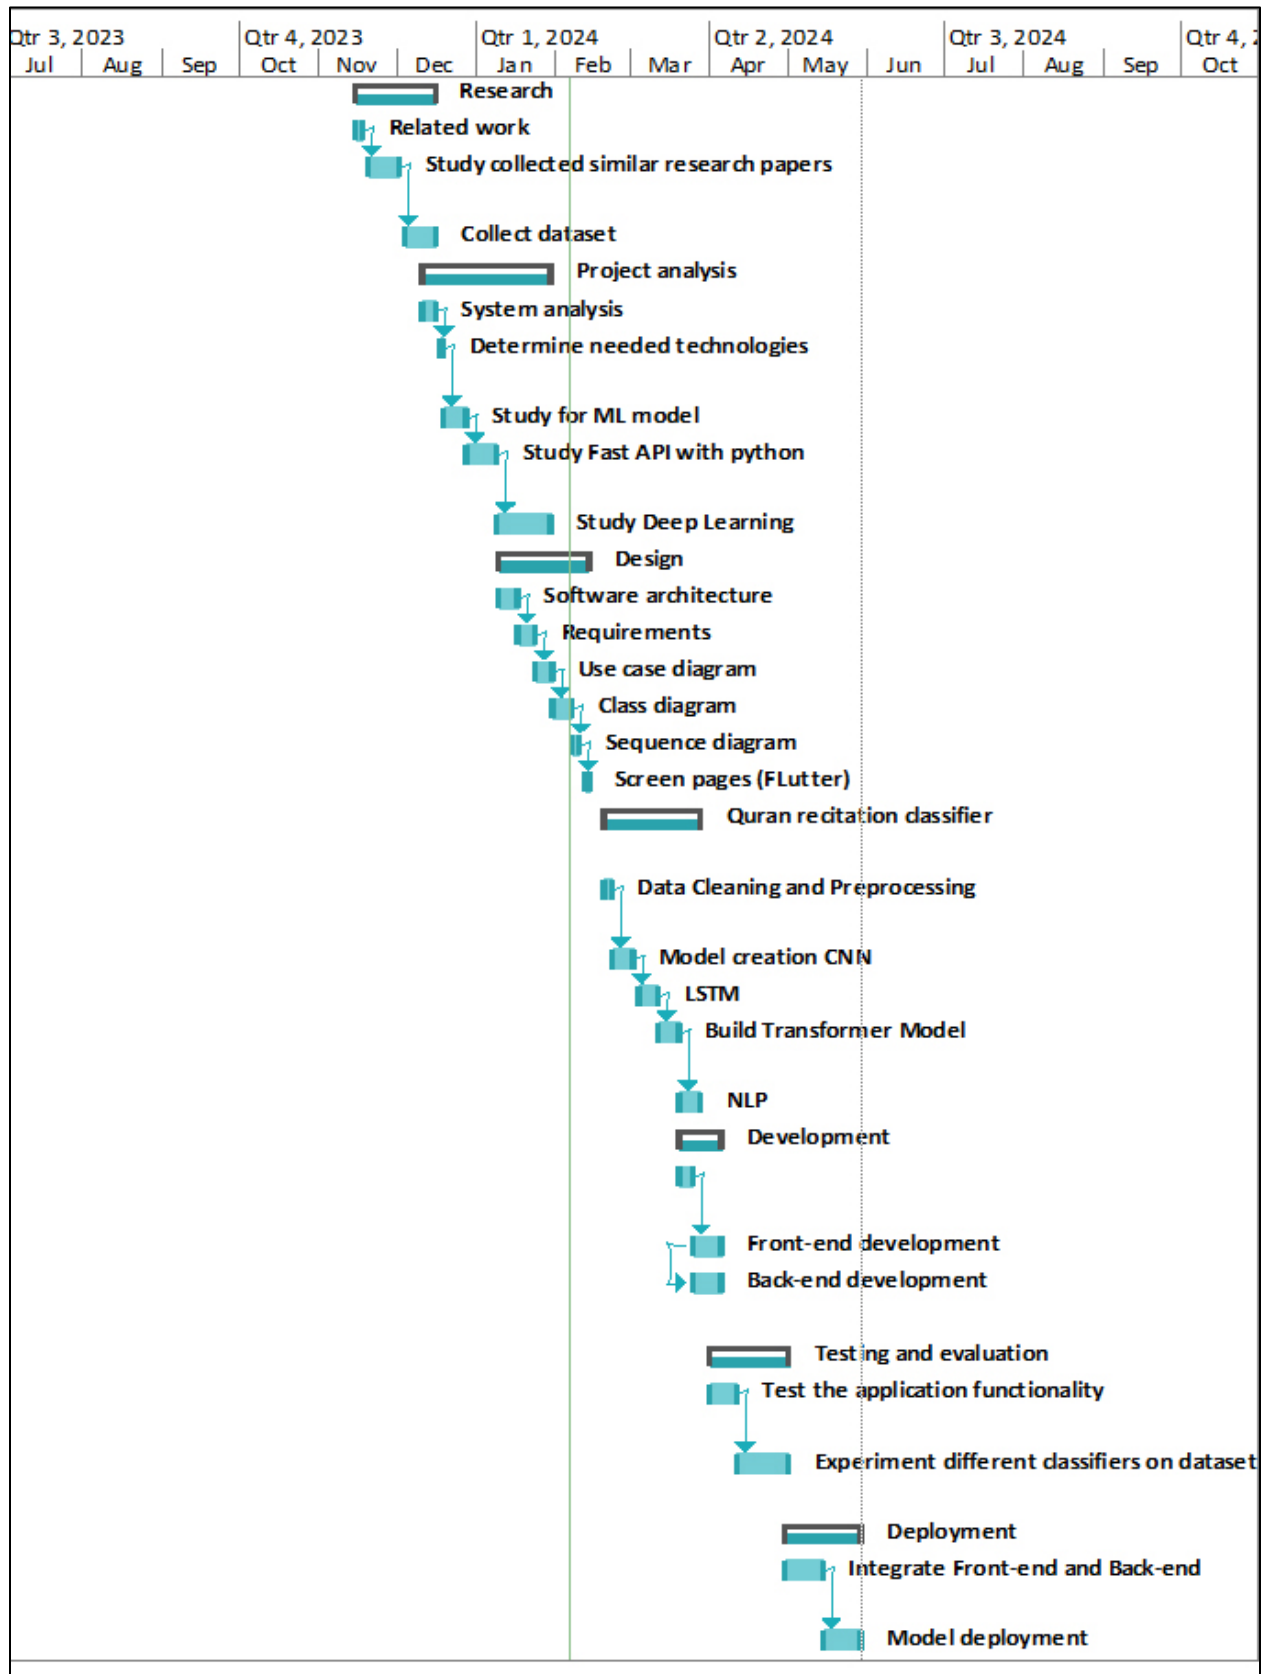 Qtr 3, 2023 Qtr 4, 2023 Qtr 1, 2024 Qtr 2, 2024 Qtr 3, 2024 Qtr 4,
Jul Aug Sep Oct Nov Dec Jan Feb Mar Apr May Jun Jul Aug Sep Oct
Research
Related work
Study collected similar research papers
Collect dataset
Project analysis
System analysis
Determine needed technologies
Study for ML model
Study Fast API with python
Study Deep Learning
Design
Software architecture
Requirements
Use case diagram
Class diagram
Sequence diagram
Screen pages (FLutter)
Quran recitation classifier
Data Cleaning and Preprocessing
Model creation CNN
LSTM
Build Transformer Model
NLP
Development
Front-end development
Back-end development
Testing and evaluation
Test the application functionality
Experiment different classifiers on dataset
Deployment
Integrate Front-end and Back-end
Model deployment